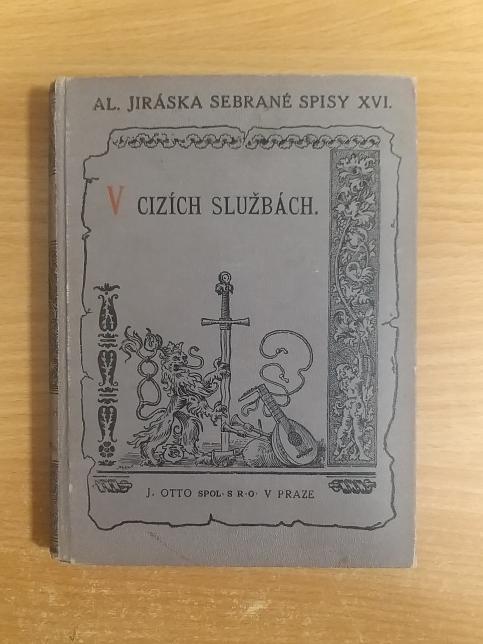 AL. JIRÁSKA SEBRANÉ SPISY XVI.
V CIZÍCH SLUŽBÁCH.
J. OTTO SPOL· S R·O· V PRAZE